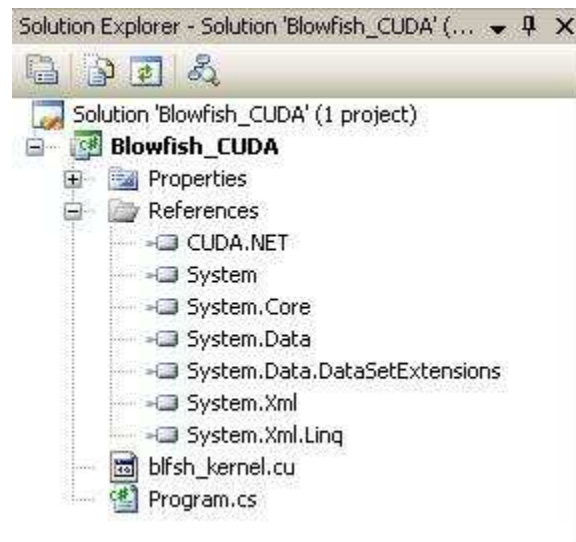 Solution Explorer - Solution 'Blowfish_CUDA' (...
Solution 'Blowfish_CUDA' (1 project)
Blowfish_CUDA
Properties
References
CUDA.NET
System
System.Core
System.Data
System.Data.DataSetExtensions
System.Xml
System.Xml.Linq
blfsh_kernel.cu
Program.cs